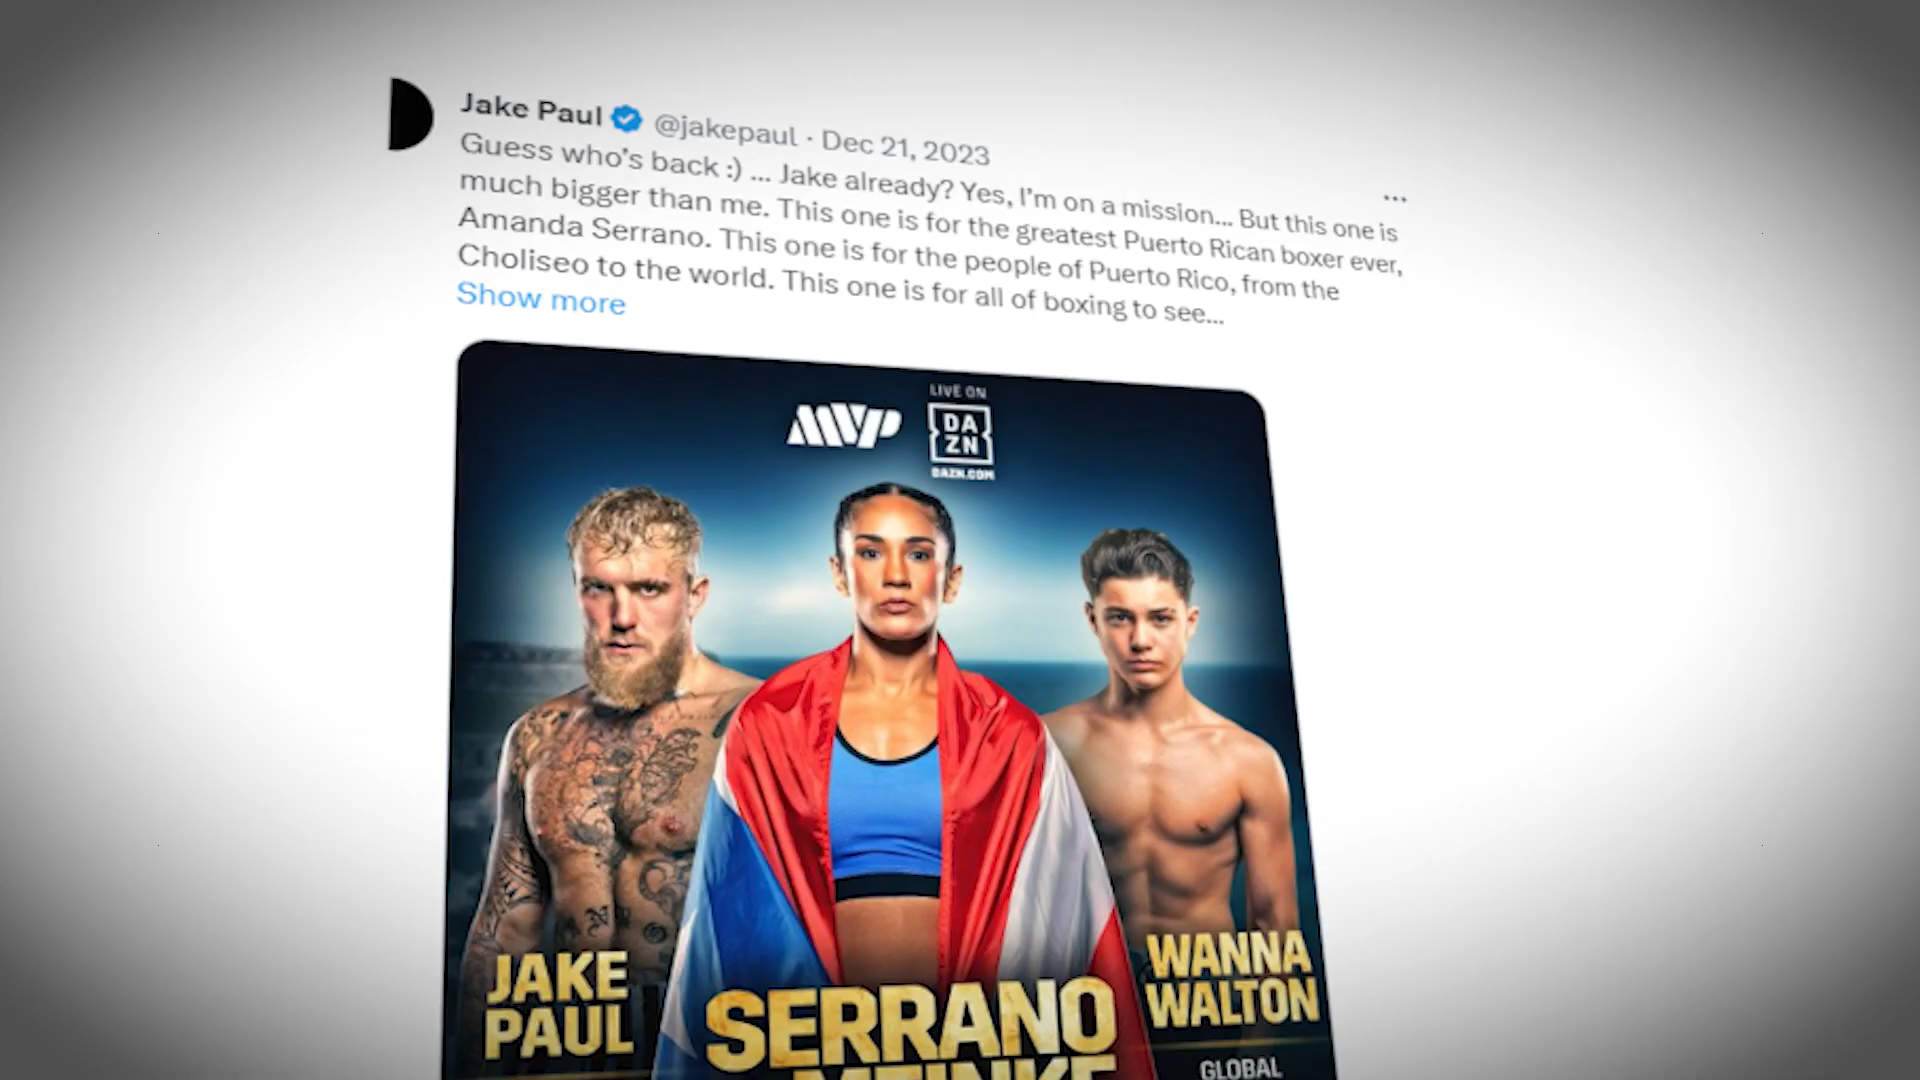 Jake Paul @jakepaul · Dec 21, 2023
Guess who's back :) ... Jake already? Yes, I'm on a mission... But this one is
much bigger than me. This one is for the greatest Puerto Rican boxer ever,
Amanda Serrano. This one is for the people of Puerto Rico, from the
Choliseo to the world. This one is for all of boxing to see...
Show more
MVP
LIVE ON
DA
ZN
DAZN.COM
JAKE
PAUL
SERRANO
MEINKE
WANNA
WALTON
GLOBAL